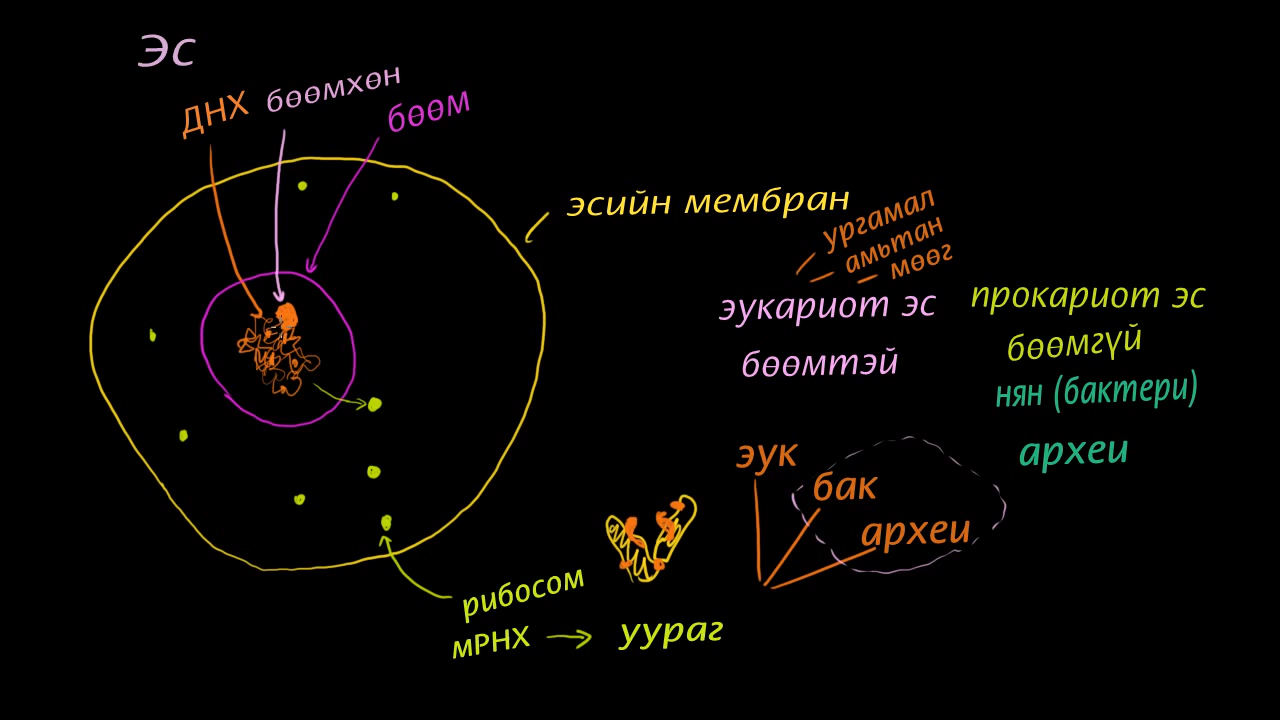 эс
ДНХ
бөөмхөн
бөөм
эсийн мембран
ургамал
амьтан
мөөг
эукариот эс
бөөмтэй
прокариот эс
бөөмгүй
нян (бактери)
археи
эук
бак
археи
рибосом
мРНХ → уураг